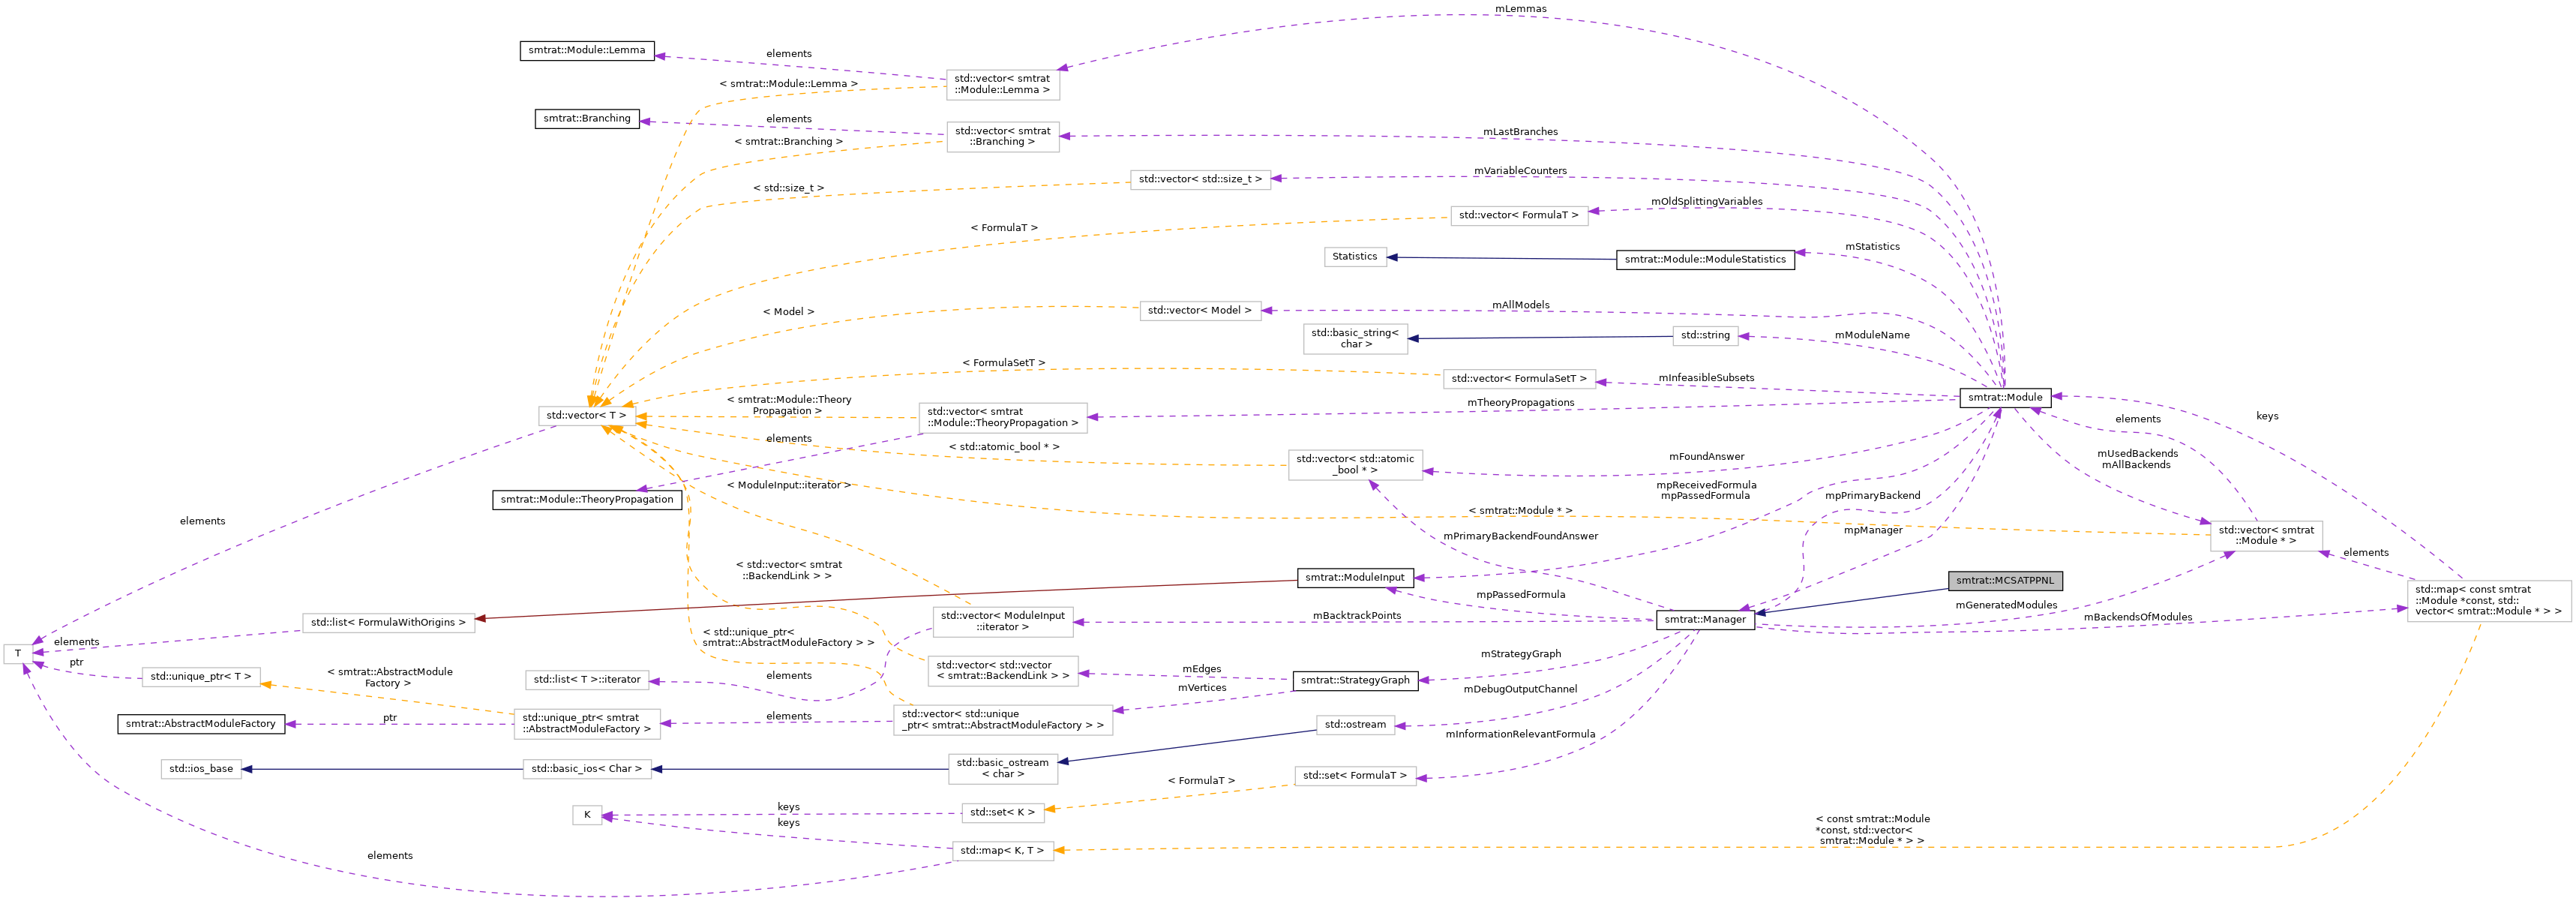 mLemmas
smtrat::Module::Lemma
elements
std::vector< smtrat
::Module::Lemma >
< smtrat::Module::Lemma >
smtrat::Branching
elements
std::vector< smtrat
::Branching >
mLastBranches
< smtrat::Branching >
mVariableCounters
std::vector< std::size_t >
< std::size_t >
mOldSplittingVariables
std::vector< FormulaT >
< FormulaT >
mStatistics
Statistics
smtrat::Module::ModuleStatistics
mAllModels
std::vector< Model >
< Model >
std::basic_string<
char >
std::string
mModuleName
< FormulaSetT >
std::vector< FormulaSetT >
mInfeasibleSubsets
smtrat::Module
< smtrat::Module::Theory
Propagation >
std::vector< smtrat
::Module::TheoryPropagation >
mTheoryPropagations
std::vector< T >
keys
elements
elements
< std::atomic_bool * >
std::vector< std::atomic
_bool * >
mFoundAnswer
mUsedBackends
mAllBackends
smtrat::Module::TheoryPropagation
< ModuleInput::iterator >
mpReceivedFormula
mpPassedFormula
mpPrimaryBackend
< smtrat::Module * >
elements
mpManager
std::vector< smtrat
::Module * >
mPrimaryBackendFoundAnswer
elements
< std::vector< smtrat
::BackendLink > >
smtrat::ModuleInput
smtrat::MCSATPPNL
mpPassedFormula
std::map< const smtrat
::Module *const, std::
vector< smtrat::Module * > >
mGeneratedModules
std::list< FormulaWithOrigins >
std::vector< ModuleInput
::iterator >
mBacktrackPoints
smtrat::Manager
mBackendsOfModules
elements
T
< std::unique_ptr<
smtrat::AbstractModuleFactory > >
ptr
std::unique_ptr< T >
< smtrat::AbstractModule
Factory >
std::list< T >::iterator
elements
std::vector< std::vector
< smtrat::BackendLink > >
mEdges
smtrat::StrategyGraph
mStrategyGraph
mVertices
mDebugOutputChannel
smtrat::AbstractModuleFactory
ptr
std::unique_ptr< smtrat
::AbstractModuleFactory >
elements
std::vector< std::unique
_ptr< smtrat::AbstractModuleFactory > >
std::ostream
mInformationRelevantFormula
std::ios_base
std::basic_ios< Char >
std::basic_ostream
< char >
std::set< FormulaT >
< FormulaT >
K
keys
std::set< K >
keys
std::map< K, T >
elements
< const smtrat::Module
*const, std::vector<
smtrat::Module * > >